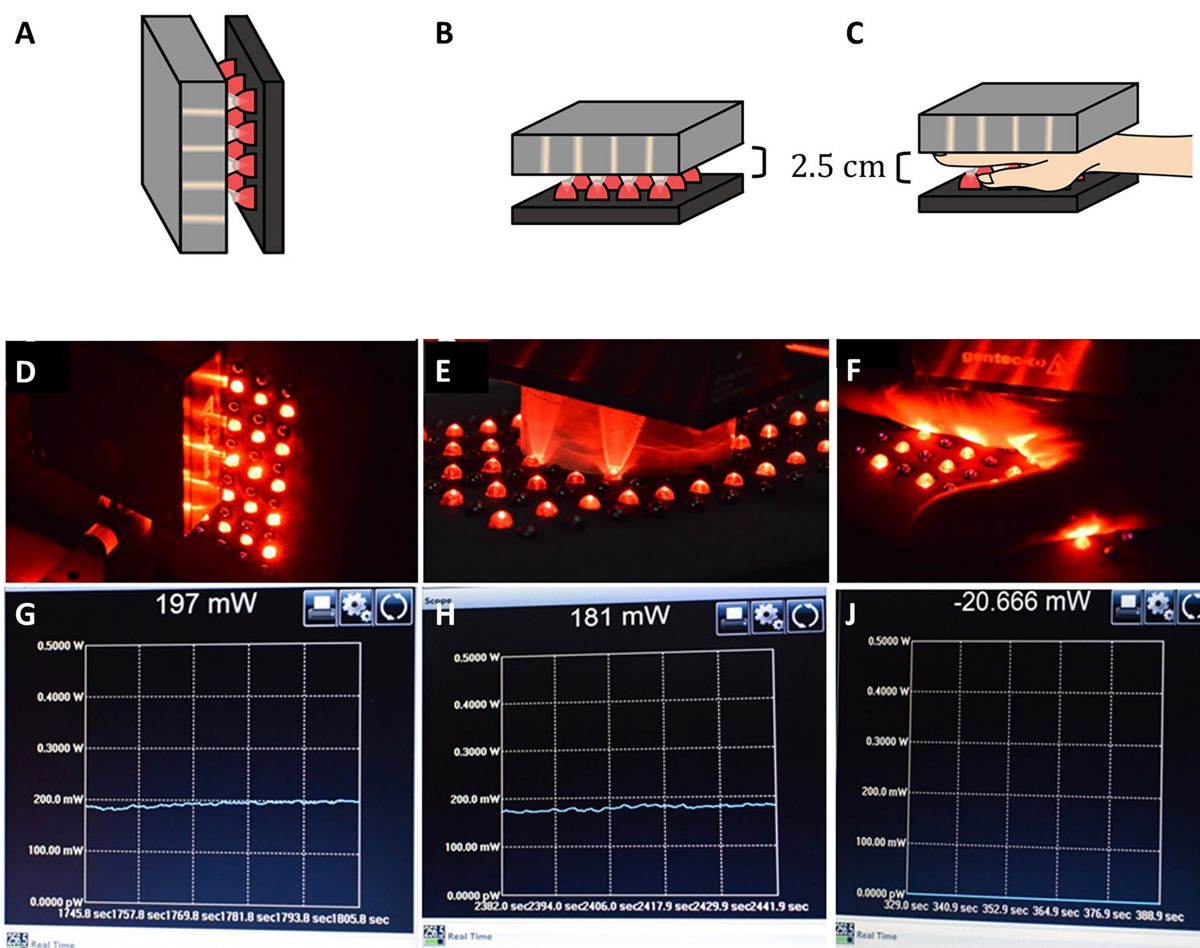 A
B
C
2.5 cm
D
E
F
gentec-eo
G
197 mW
0.5000 W
0.4000 W
0.3000 W
200.0 mW
100.00 mW
0.0000 pW
1745.8 sec1757.8 sec1769.8 sec1781.8 sec1793.8 sec1805.8 sec
Real Time
Scope
H
181 mW
0.5000 W
0.4000 W
0.3000 W
200.0 mW
100.00 mW
0.0000 pW
2382.0 sec2394.0 sec2406.0 sec2417.9 sec2429.9 sec2441.9 sec
Real Time
J
-20.666 mW
0.5000 W
0.4000 W
0.3000 W
200.0 mW
100.00 mW
0.0000 pW
329.0 sec 340.9 sec 352.9 sec 364.9 sec 376.9 sec 388.9 sec
Real Time